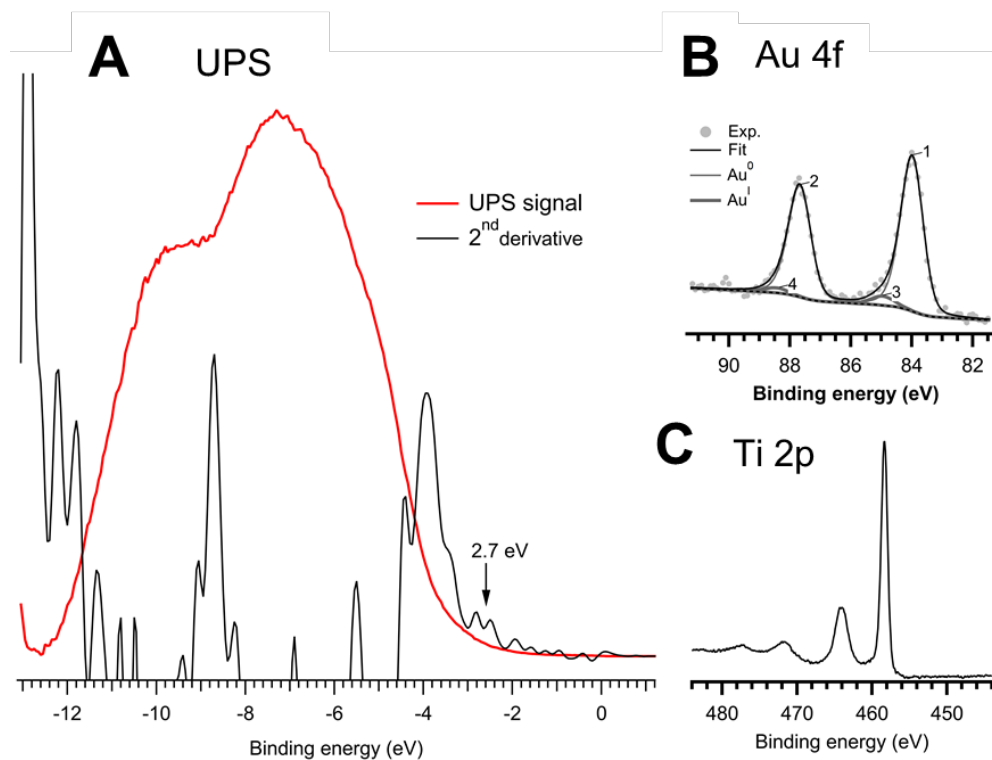 A
UPS
UPS signal
2nd derivative
2.7 eV
-12
-10
-8
-6
-4
-2
0
Binding energy (eV)
B
Au 4f
Exp.
Fit
Au0
AuI
1
2
3
4
90
88
86
84
82
Binding energy (eV)
C
Ti 2p
480
470
460
450
Binding energy (eV)